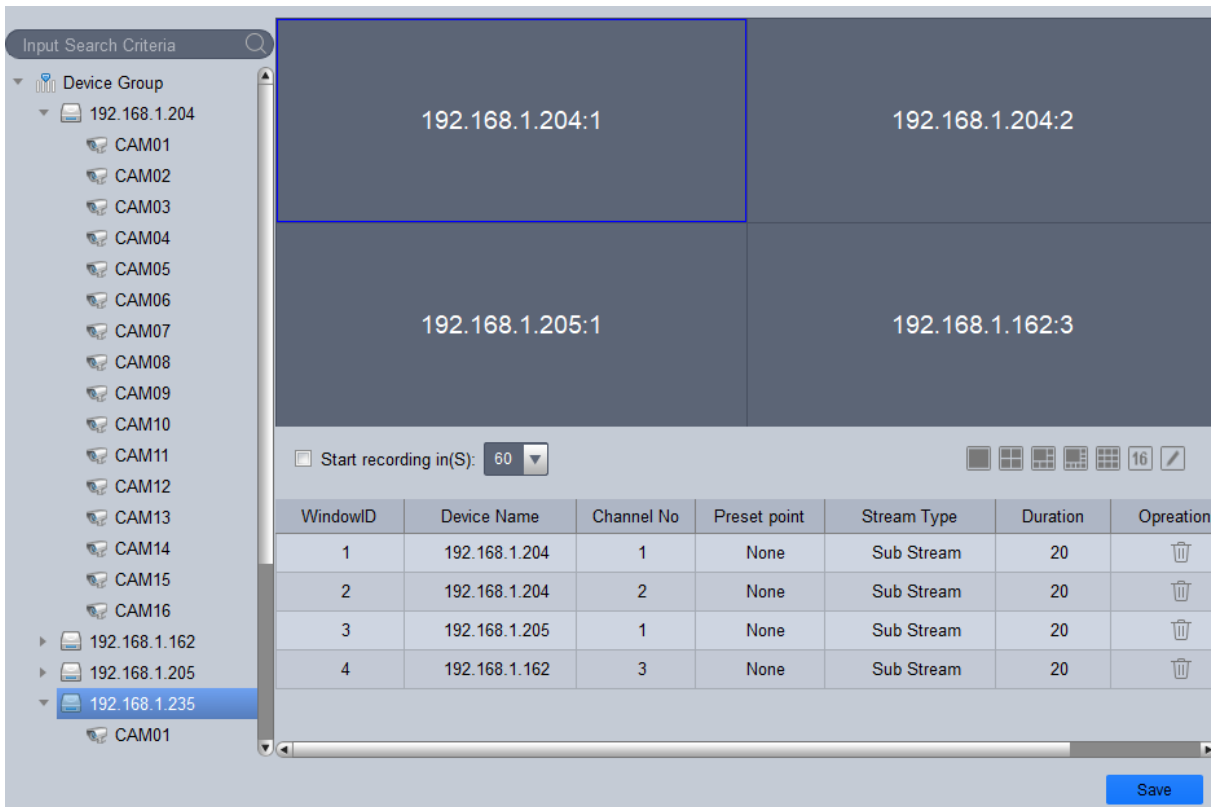 Input Search Criteria
Device Group
192.168.1.204
CAM01
CAM02
CAM03
CAM04
CAM05
CAM06
CAM07
CAM08
CAM09
CAM10
CAM11
CAM12
CAM13
CAM14
CAM15
CAM16
192.168.1.162
192.168.1.205
192.168.1.235
CAM01
192.168.1.204:1 192.168.1.204:2
192.168.1.205:1 192.168.1.162:3
Start recording in(S): 60 16
WindowID Device Name Channel No Preset point Stream Type Duration Opreation
1 192.168.1.204 1 None Sub Stream 20
2 192.168.1.204 2 None Sub Stream 20
3 192.168.1.205 1 None Sub Stream 20
4 192.168.1.162 3 None Sub Stream 20
Save